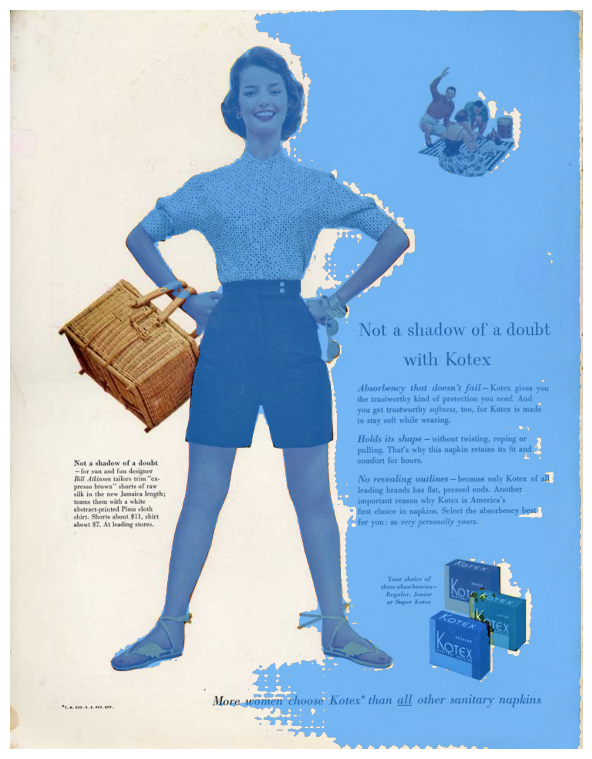 Not a shadow of a doubt
with Kotex
Absorbency that doesn't fail—Kotex gives you
the trustworthy kind of protection you need. And
you get trustworthy softness, too, for Kotex is made
to stay soft while wearing.
Holds its shape — without twisting, roping or
pulling. That's why this napkin retains its fit and
comfort for hours.
No revealing outlines—because only Kotex of all
leading brands has flat, pressed ends. Another
important reason why Kotex is America's
first choice in napkins. Select the absorbency best
for you: so very personally yours.
Not a shadow of a doubt
—for sun and fun designer
Bill Atkinson tailors trim "ex-
presso brown" shorts of raw
silk in the new Jamaica length;
teams them with a white
abstract-printed Pima cloth
shirt. Shorts about $11, shirt
about $7. At leading stores.
Your choice of
three absorbencies—
Regular, Junior
or Super Kotex
KOTEX
KOTEX
KOTEX
KOTEX
KOTEX
More women choose Kotex* than all other sanitary napkins
*T. M. REG. U. S. PAT. OFF.